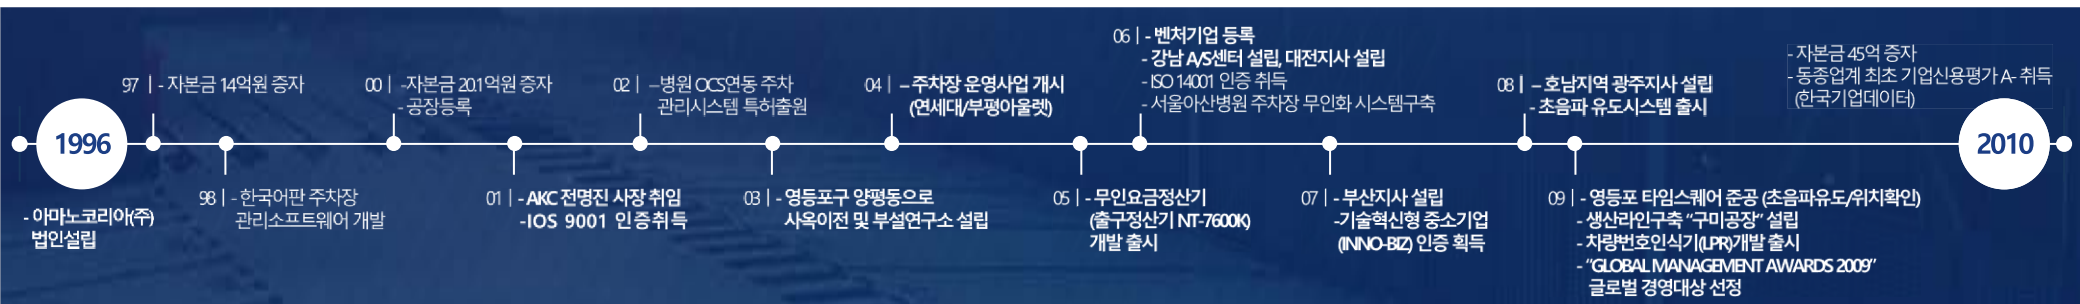 1996
- 아마노코리아(주)
법인설립
97 | - 자본금 14억원 증자
98 | - 한국어판 주차장
관리소프트웨어 개발
00 | -자본금 20.1억원 증자
- 공장등록
01 | - AKC 전명진 사장 취임
-IOS 9001 인증취득
02 | –병원 OCS연동 주차
관리시스템 특허출원
03 | - 영등포구 양평동으로
사옥이전 및 부설연구소 설립
04 | – 주차장 운영사업 개시
(연세대/부평아울렛)
05 | - 무인요금정산기
(출구정산기 NT-7600K)
개발 출시
06 | - 벤처기업 등록
- 강남 A/S센터 설립, 대전지사 설립
- ISO 14001 인증 취득
- 서울아산병원 주차장 무인화 시스템구축
07 | - 부산지사 설립
-기술혁신형 중소기업
(INNO-BIZ) 인증 획득
08 | – 호남지역 광주지사 설립
- 초음파 유도시스템 출시
09 | - 영등포 타임스퀘어 준공 (초음파유도/위치확인)
- 생산라인구축 “구미공장” 설립
- 차량번호인식기(LPR)개발 출시
- “GLOBAL MANAGEMENT AWARDS 2009”
글로벌 경영대상 선정
- 자본금 45억 증자
- 동종업계 최초 기업신용평가 A- 취득
(한국기업데이터)
2010